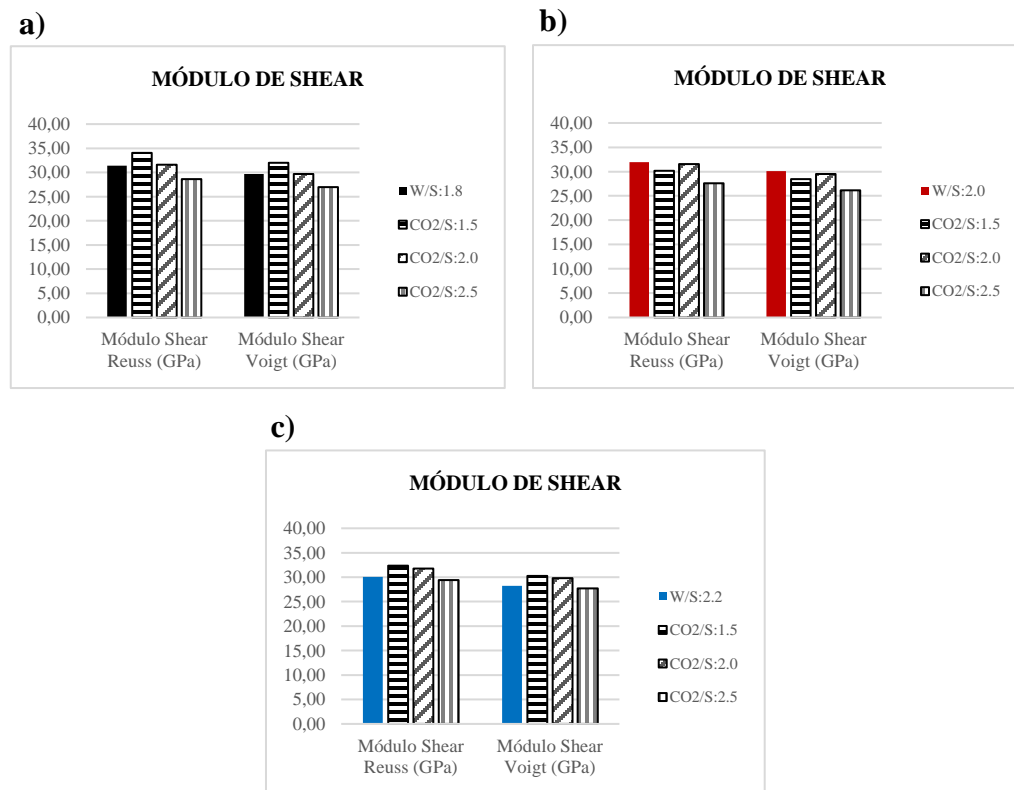 a)
MÓDULO DE SHEAR
40,00
35,00
30,00
25,00
20,00
15,00
10,00
5,00
0,00
Módulo Shear
Reuss (GPa)
Módulo Shear
Voigt (GPa)
W/S:1.8
CO2/S:1.5
CO2/S:2.0
CO2/S:2.5
b)
MÓDULO DE SHEAR
40,00
35,00
30,00
25,00
20,00
15,00
10,00
5,00
0,00
Módulo Shear
Reuss (GPa)
Módulo Shear
Voigt (GPa)
W/S:2.0
CO2/S:1.5
CO2/S:2.0
CO2/S:2.5
c)
MÓDULO DE SHEAR
40,00
35,00
30,00
25,00
20,00
15,00
10,00
5,00
0,00
Módulo Shear
Reuss (GPa)
Módulo Shear
Voigt (GPa)
W/S:2.2
CO2/S:1.5
CO2/S:2.0
CO2/S:2.5